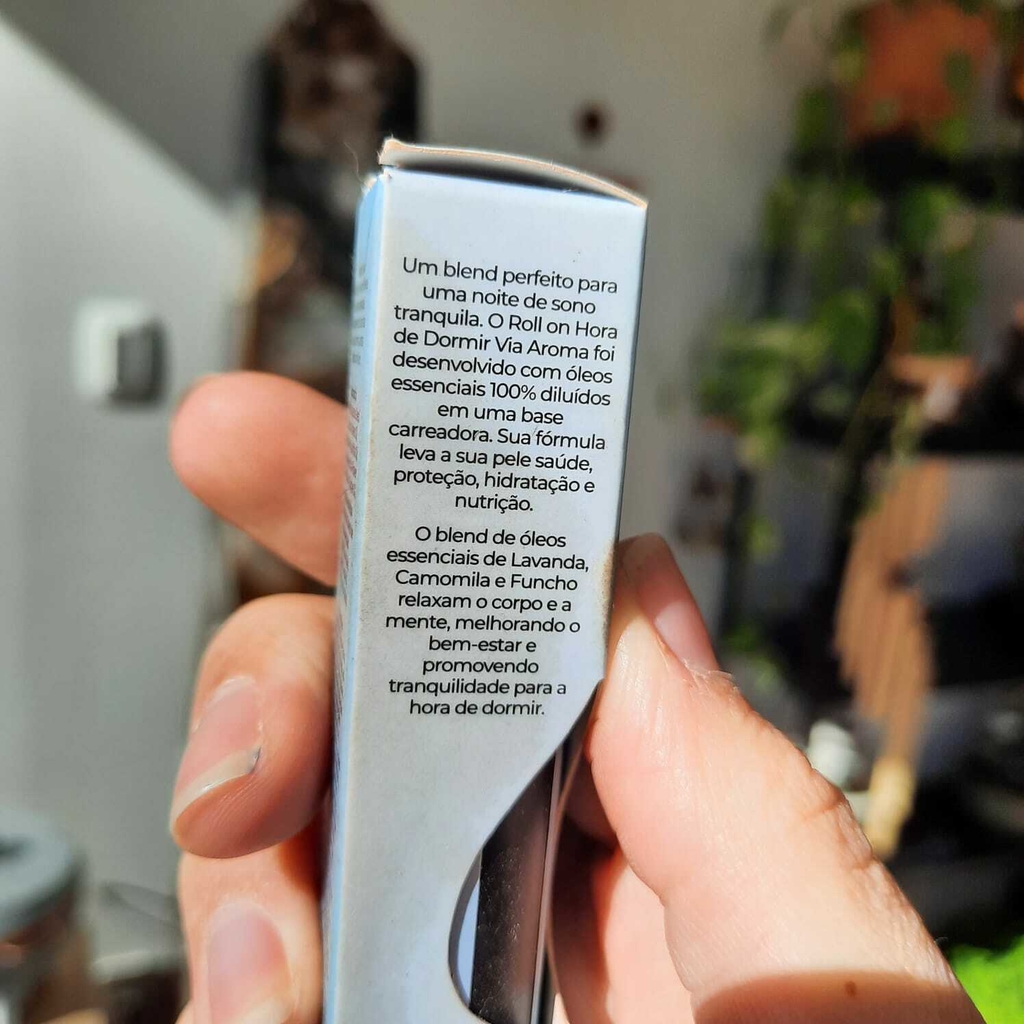 Um blend perfeito para
uma noite de sono
tranquila. O Roll on Hora
de Dormir Via Aroma foi
desenvolvido com óleos
essenciais 100% diluídos
em uma base
carreadora. Sua fórmula
leva a sua pele saúde,
proteção, hidratação e
nutrição.
O blend de óleos
essenciais de Lavanda,
Camomila e Funcho
relaxam o corpo e a
mente, melhorando o
bem-estar e
promovendo
tranquilidade para a
hora de dormir.